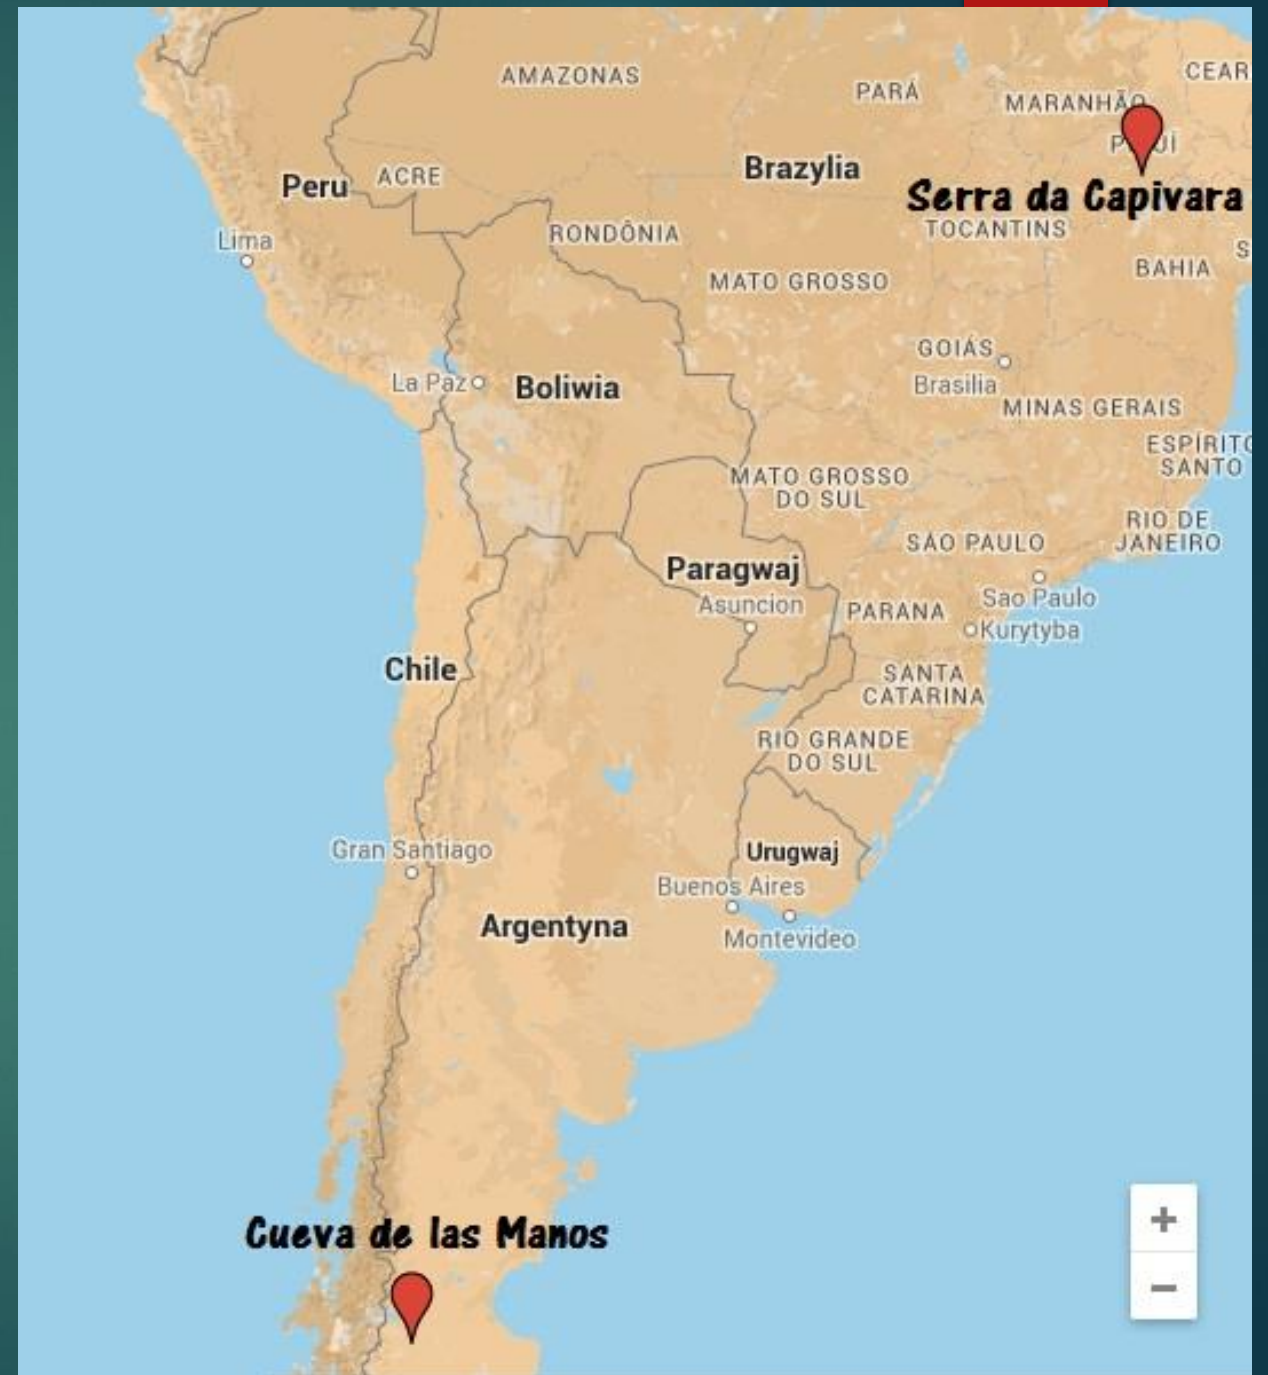 AMAZONAS
CEAR
PARÁ
MARANHÃO
Peru
ACRE
Brazylia
Serra da Capivara
Lima
RONDÔNIA
TOCANTINS
S
MATO GROSSO
BAHIA
GOIÁS
La Paz
Boliwia
Brasilia
MINAS GERAIS
ESPÍRITO
SANTO
MATO GROSSO
DO SUL
RIO DE
JANEIRO
SÃO PAULO
Paragwaj
Asuncion
Sao Paulo
PARANA
Kurytyba
Chile
SANTA
CATARINA
RIO GRANDE
DO SUL
Gran Santiago
Urugwaj
Buenos Aires
Argentyna
Montevideo
Cueva de las Manos
+
−